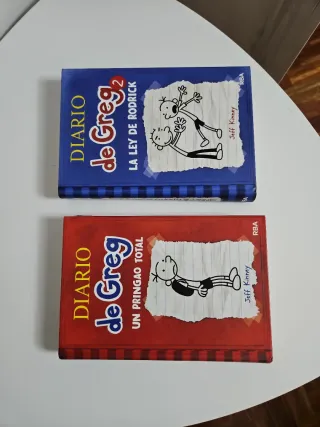 DIARIO
de Greg 2
LA LEY DE RODRICK
Jeff Kinney
RBA
DIARIO
de Greg
UN PRINGAO TOTAL
Jeff Kinney
RBA